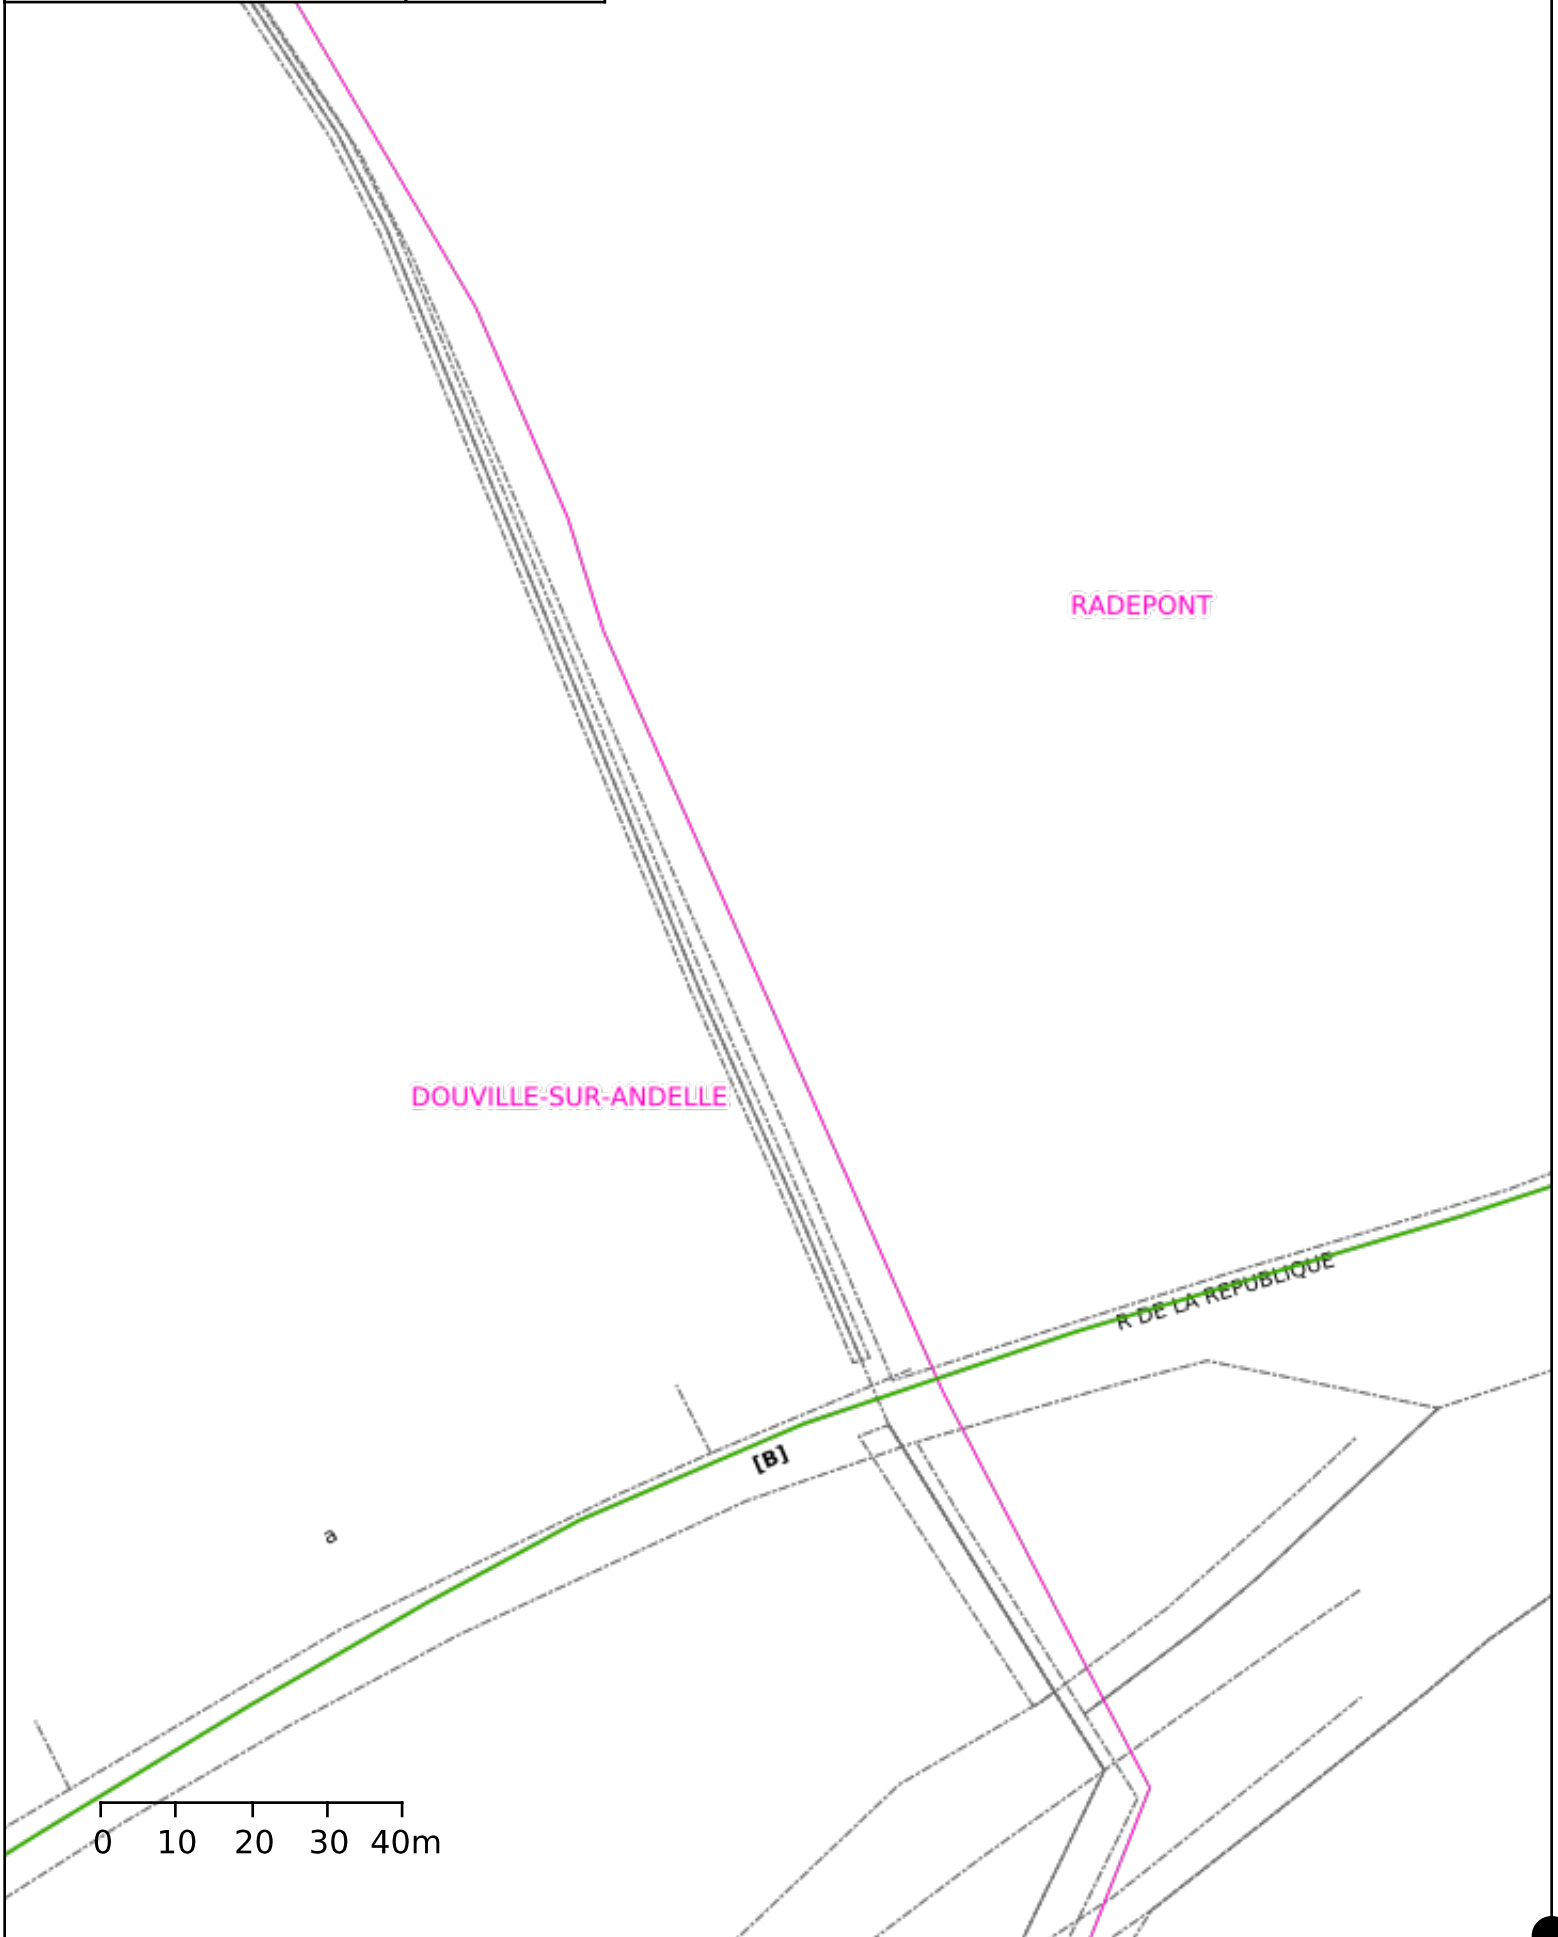 RADEPONT
DOUVILLE-SUR-ANDELLE
R DE LA REPUBLIQUE
[B]
a
0 10 20 30 40m